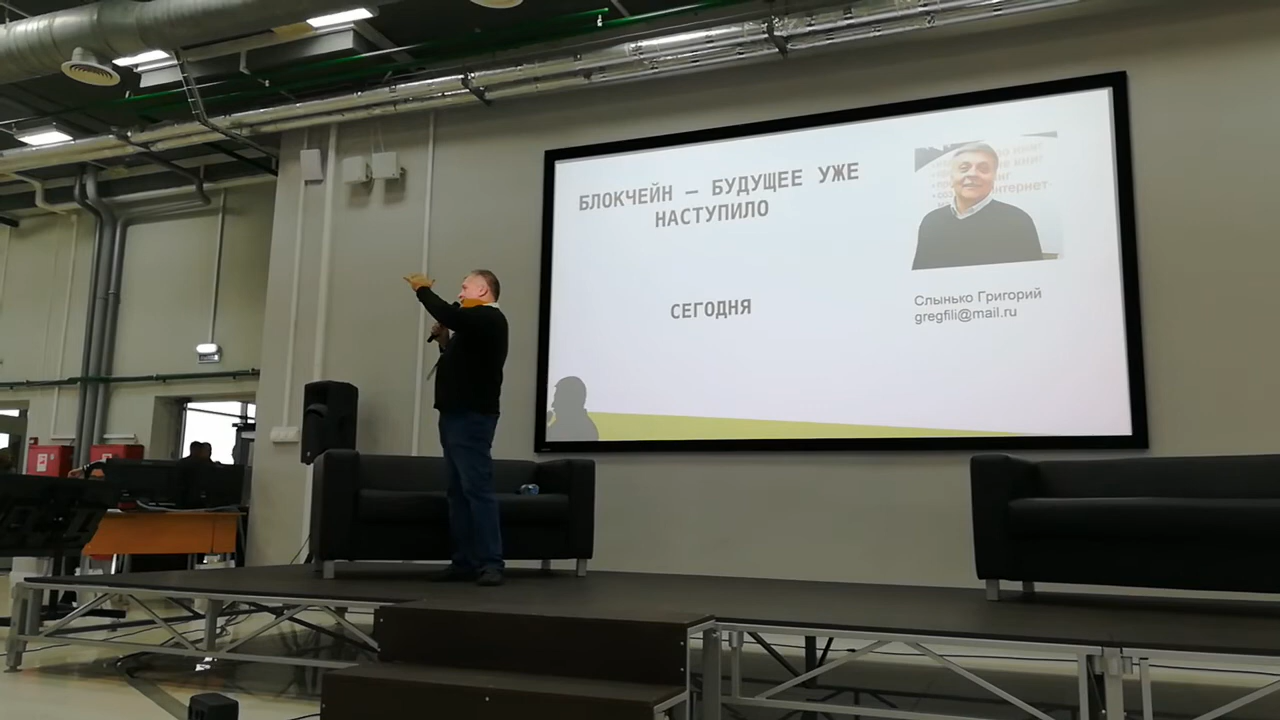 БЛОКЧЕЙН – БУДУЩЕЕ УЖЕ
НАСТУПИЛО
СЕГОДНЯ
Слынько Григорий
gregfili@mail.ru